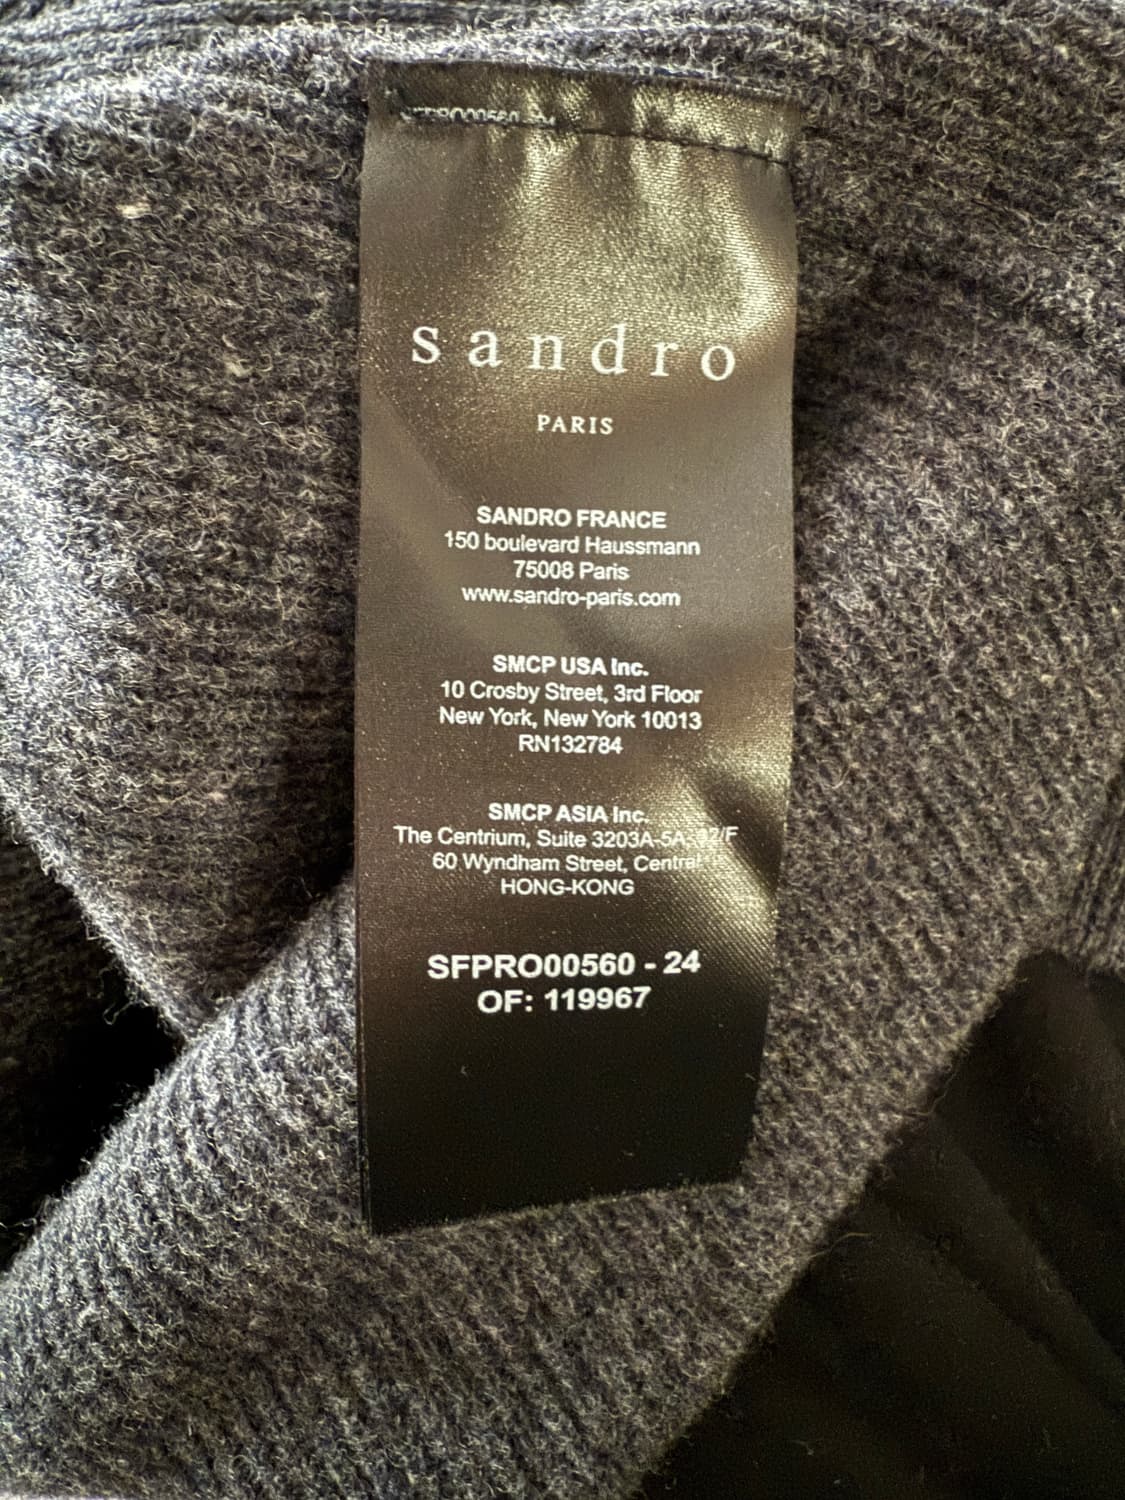 sandro
PARIS
SANDRO FRANCE
150 boulevard Haussmann
75008 Paris
www.sandro-paris.com
SMCP USA Inc.
10 Crosby Street, 3rd Floor
New York, New York 10013
RN132784
SMCP ASIA Inc.
The Centrium, Suite
60 Wyndham Street, Central
HONG-KONG
SFPRO00560 - 24
OF: 119967